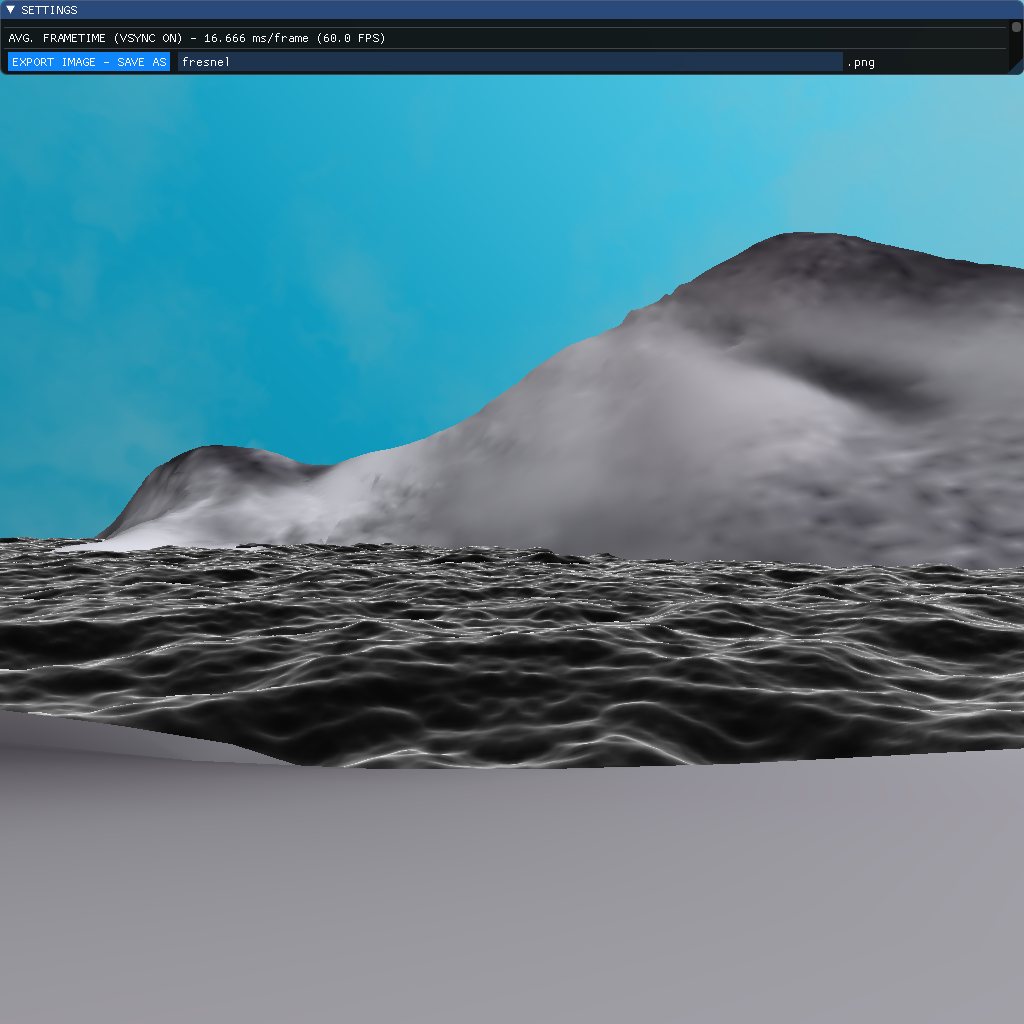 SETTINGS
AVG. FRAMETIME (VSYNC ON) - 16.666 ms/frame (60.0 FPS)
EXPORT IMAGE - SAVE AS fresnel .png